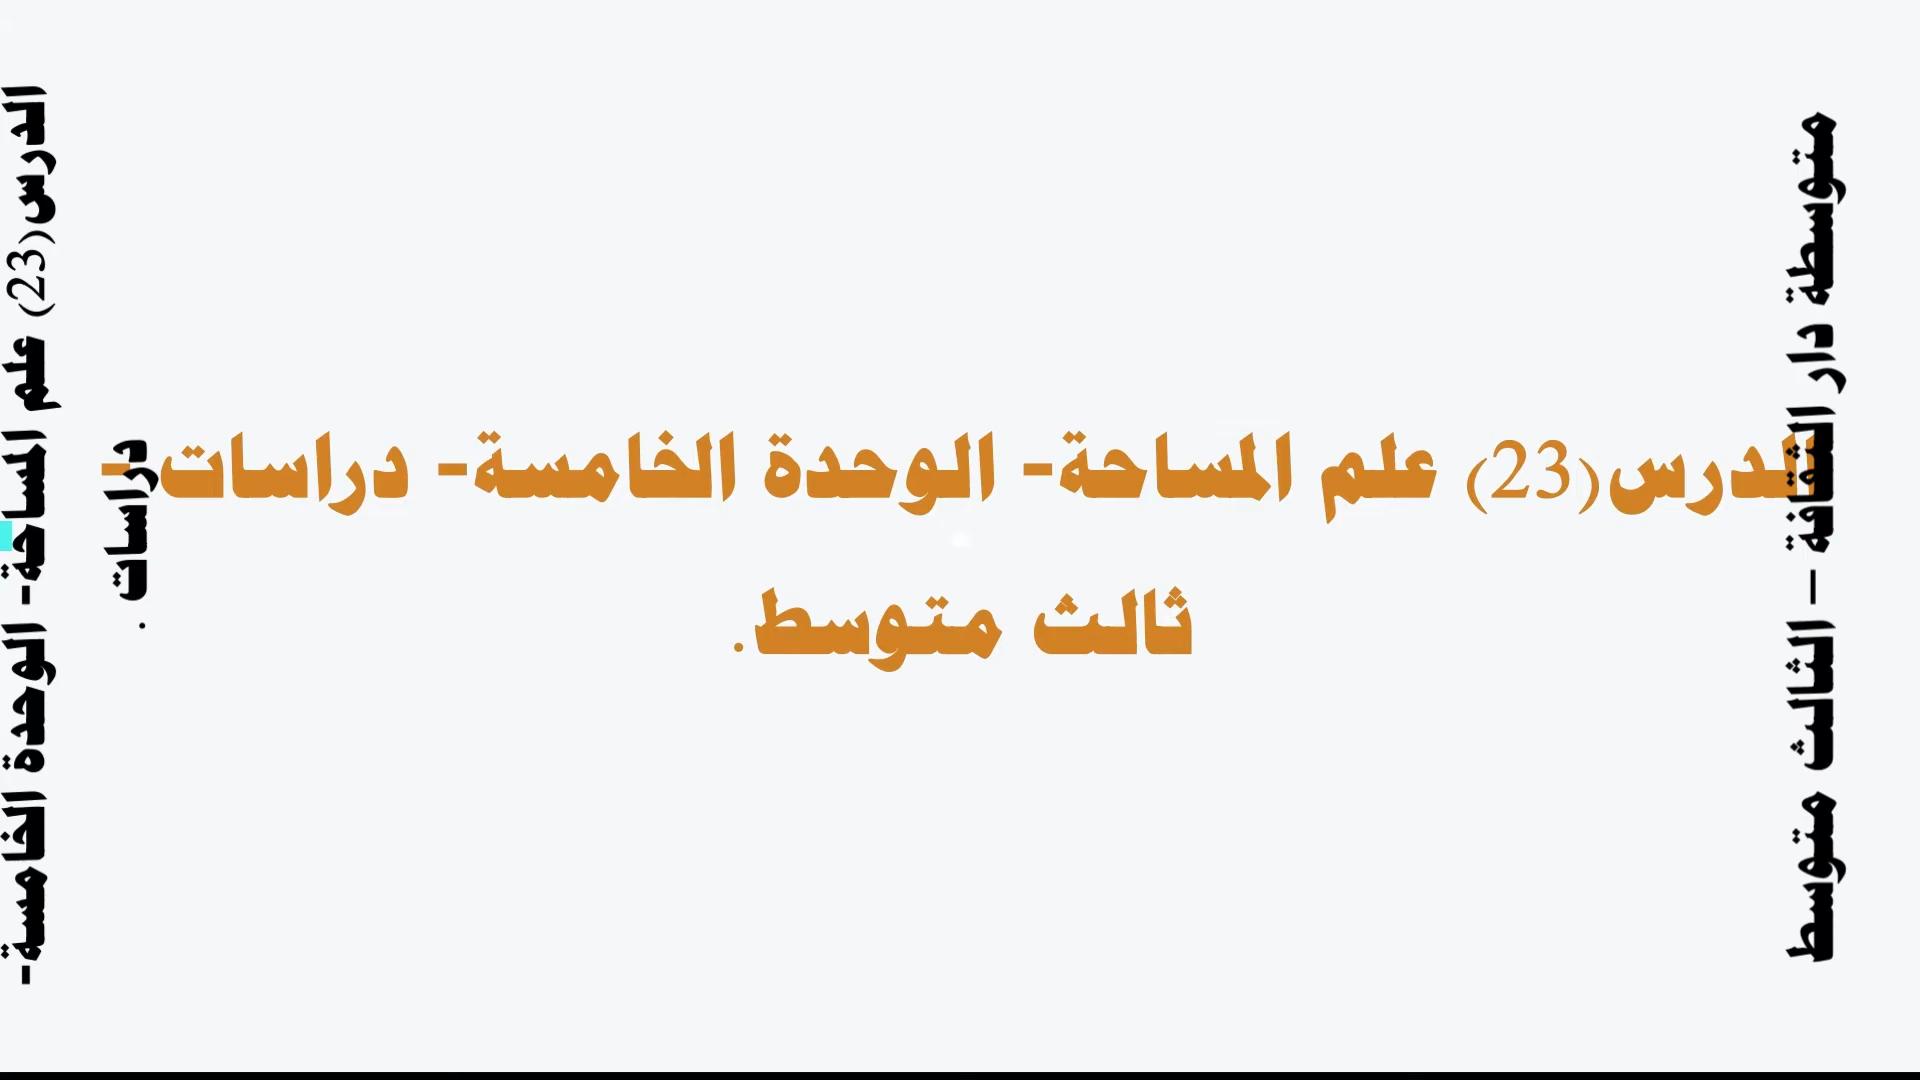 الدرس(23) علم المساحة- الوحدة الخامسة- دراسات -
ثالث متوسط.
متوسطة دار الثقافة – الثالث متوسط
الدرس(23) علم المساحة- الوحدة الخامسة-
دراسات .